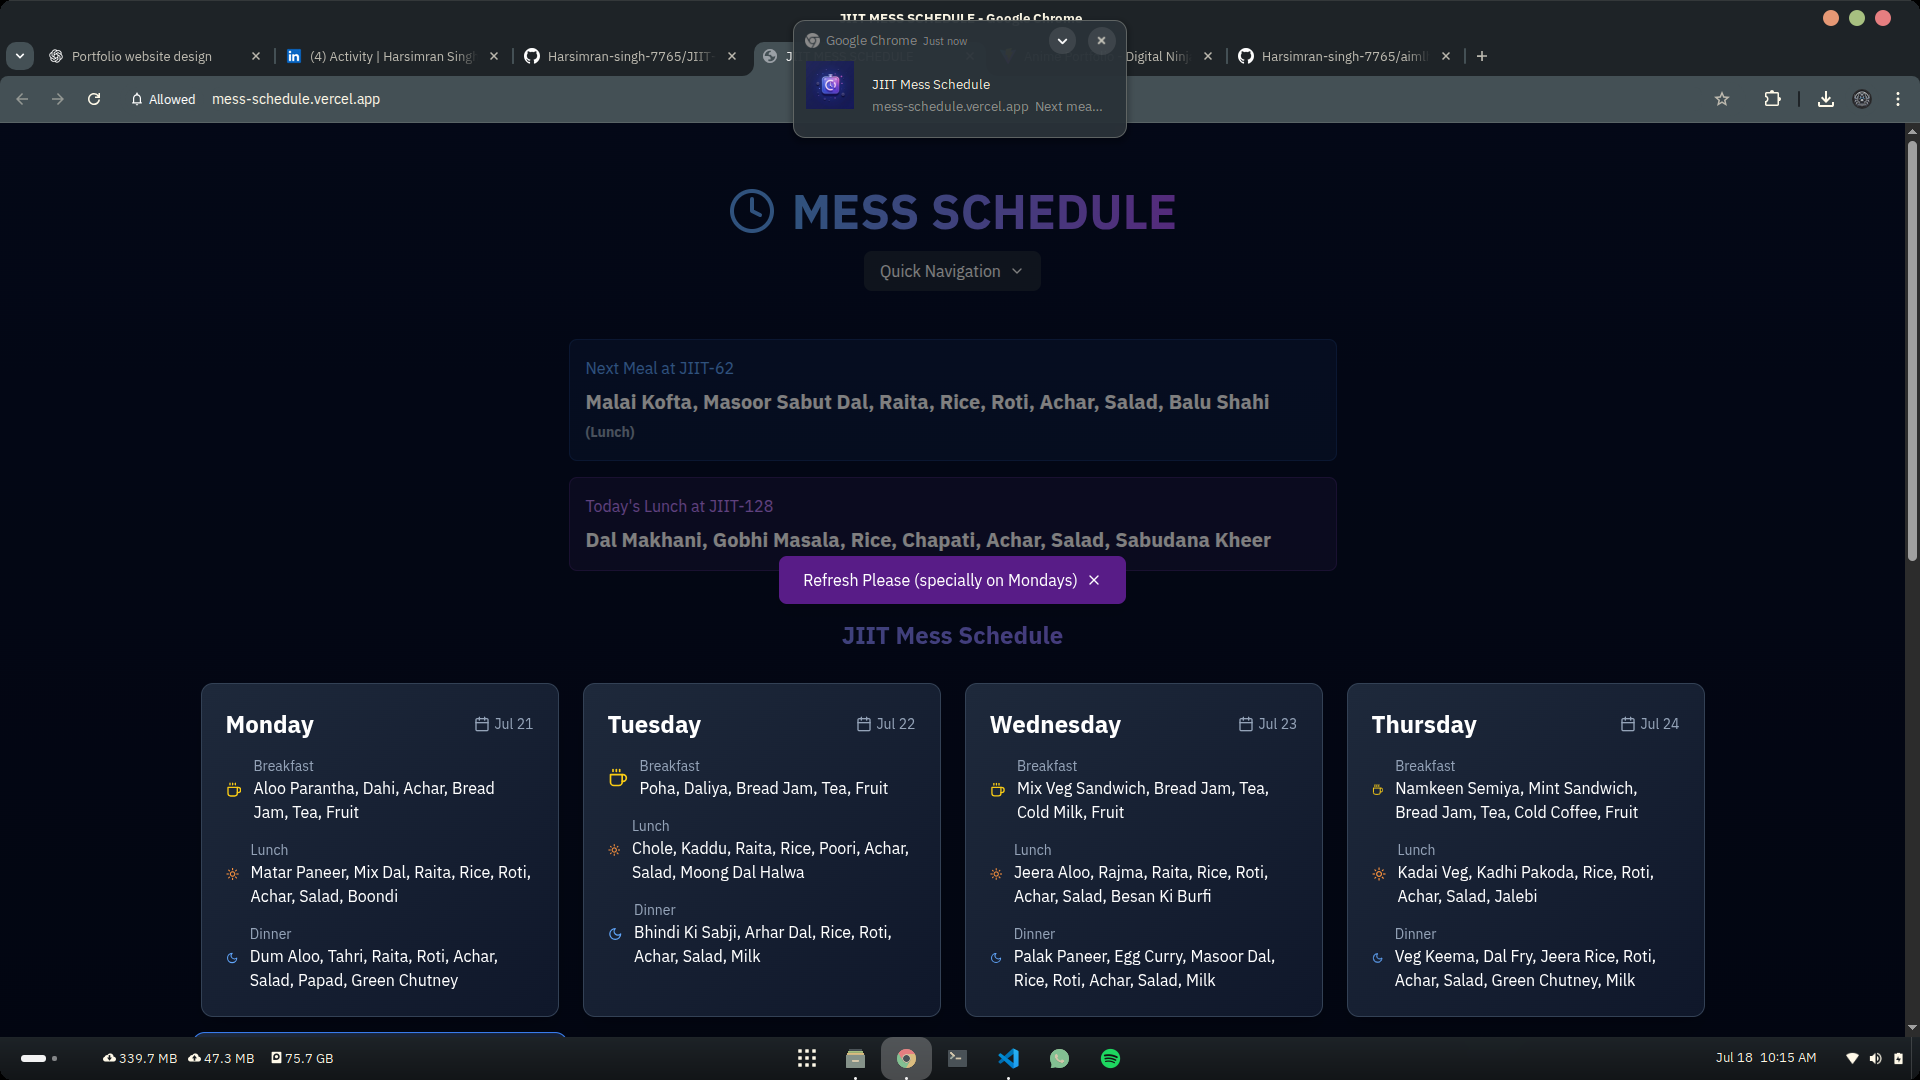 JIIT MESS SCHEDULE - Google Chrome
Portfolio website design
(4) Activity | Harsimran Sing
Harsimran-singh-7765/JIIT-
Digital Ninj
Harsimran-singh-7765/aiml
Google Chrome Just now
JIIT Mess Schedule
mess-schedule.vercel.app Next mea...
Allowed mess-schedule.vercel.app
MESS SCHEDULE
Quick Navigation
Next Meal at JIIT-62
Malai Kofta, Masoor Sabut Dal, Raita, Rice, Roti, Achar, Salad, Balu Shahi
(Lunch)
Today's Lunch at JIIT-128
Dal Makhani, Gobhi Masala, Rice, Chapati, Achar, Salad, Sabudana Kheer
Refresh Please (specially on Mondays)
JIIT Mess Schedule
Monday
Jul 21
Breakfast
Aloo Parantha, Dahi, Achar, Bread
Jam, Tea, Fruit
Lunch
Matar Paneer, Mix Dal, Raita, Rice, Roti,
Achar, Salad, Boondi
Dinner
Dum Aloo, Tahri, Raita, Roti, Achar,
Salad, Papad, Green Chutney
Tuesday
Jul 22
Breakfast
Poha, Daliya, Bread Jam, Tea, Fruit
Lunch
Chole, Kaddu, Raita, Rice, Poori, Achar,
Salad, Moong Dal Halwa
Dinner
Bhindi Ki Sabji, Arhar Dal, Rice, Roti,
Achar, Salad, Milk
Wednesday
Jul 23
Breakfast
Mix Veg Sandwich, Bread Jam, Tea,
Cold Milk, Fruit
Lunch
Jeera Aloo, Rajma, Raita, Rice, Roti,
Achar, Salad, Besan Ki Burfi
Dinner
Palak Paneer, Egg Curry, Masoor Dal,
Rice, Roti, Achar, Salad, Milk
Thursday
Jul 24
Breakfast
Namkeen Semiya, Mint Sandwich,
Bread Jam, Tea, Cold Coffee, Fruit
Lunch
Kadai Veg, Kadhi Pakoda, Rice, Roti,
Achar, Salad, Jalebi
Dinner
Veg Keema, Dal Fry, Jeera Rice, Roti,
Achar, Salad, Green Chutney, Milk
339.7 MB 47.3 MB 75.7 GB
Jul 18 10:15 AM